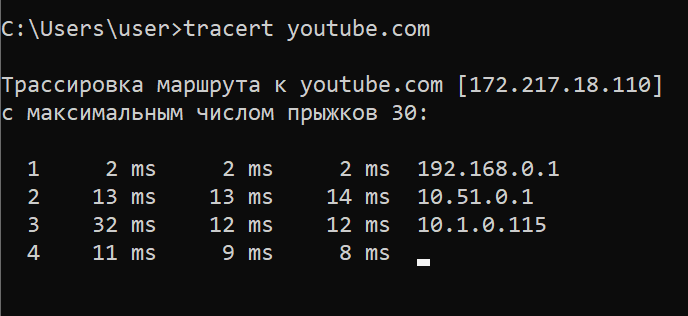 C:\Users\user>tracert youtube.com
Трассировка маршрута к youtube.com [172.217.18.110]
с максимальным числом прыжков 30:
1 2 ms 2 ms 2 ms 192.168.0.1
2 13 ms 13 ms 14 ms 10.51.0.1
3 32 ms 12 ms 12 ms 10.1.0.115
4 11 ms 9 ms 8 ms